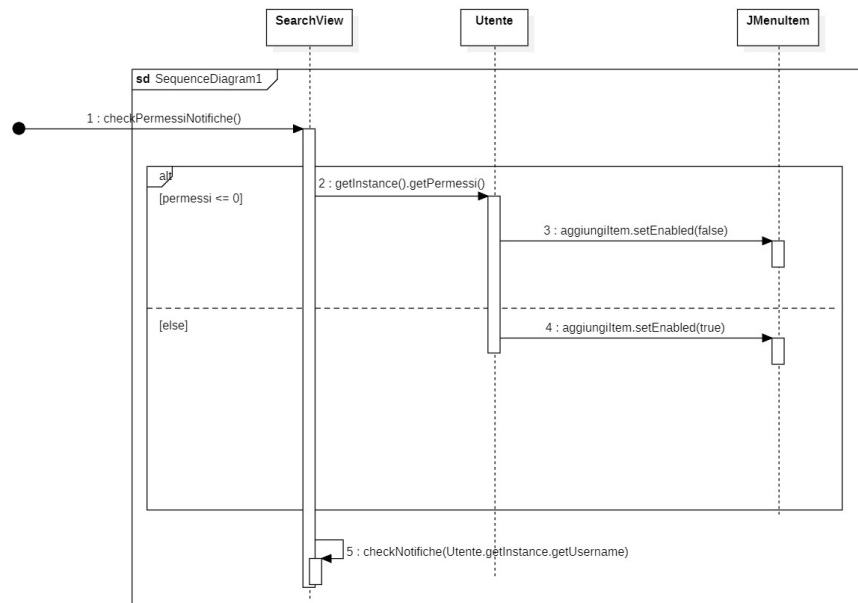 SearchView
Utente
JMenuItem
sd SequenceDiagram1
1 : checkPermessiNotifiche()
alt
[permessi <= 0]
2 : getInstance().getPermessi()
3 : aggiungiItem.setEnabled(false)
[else]
4 : aggiungiItem.setEnabled(true)
5 : checkNotifiche(Utente.getInstance.getUsername)